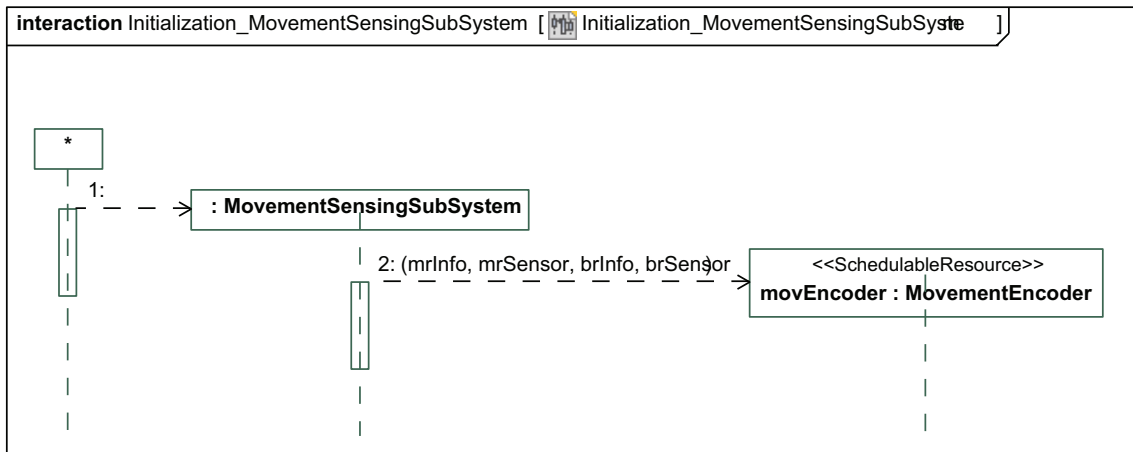 interaction Initialization_MovementSensingSubSystem [ Initialization_MovementSensingSubSystem ]
*
1:
: MovementSensingSubSystem
2: (mrInfo, mrSensor, brInfo, brSensor)
<<SchedulableResource>>
movEncoder : MovementEncoder